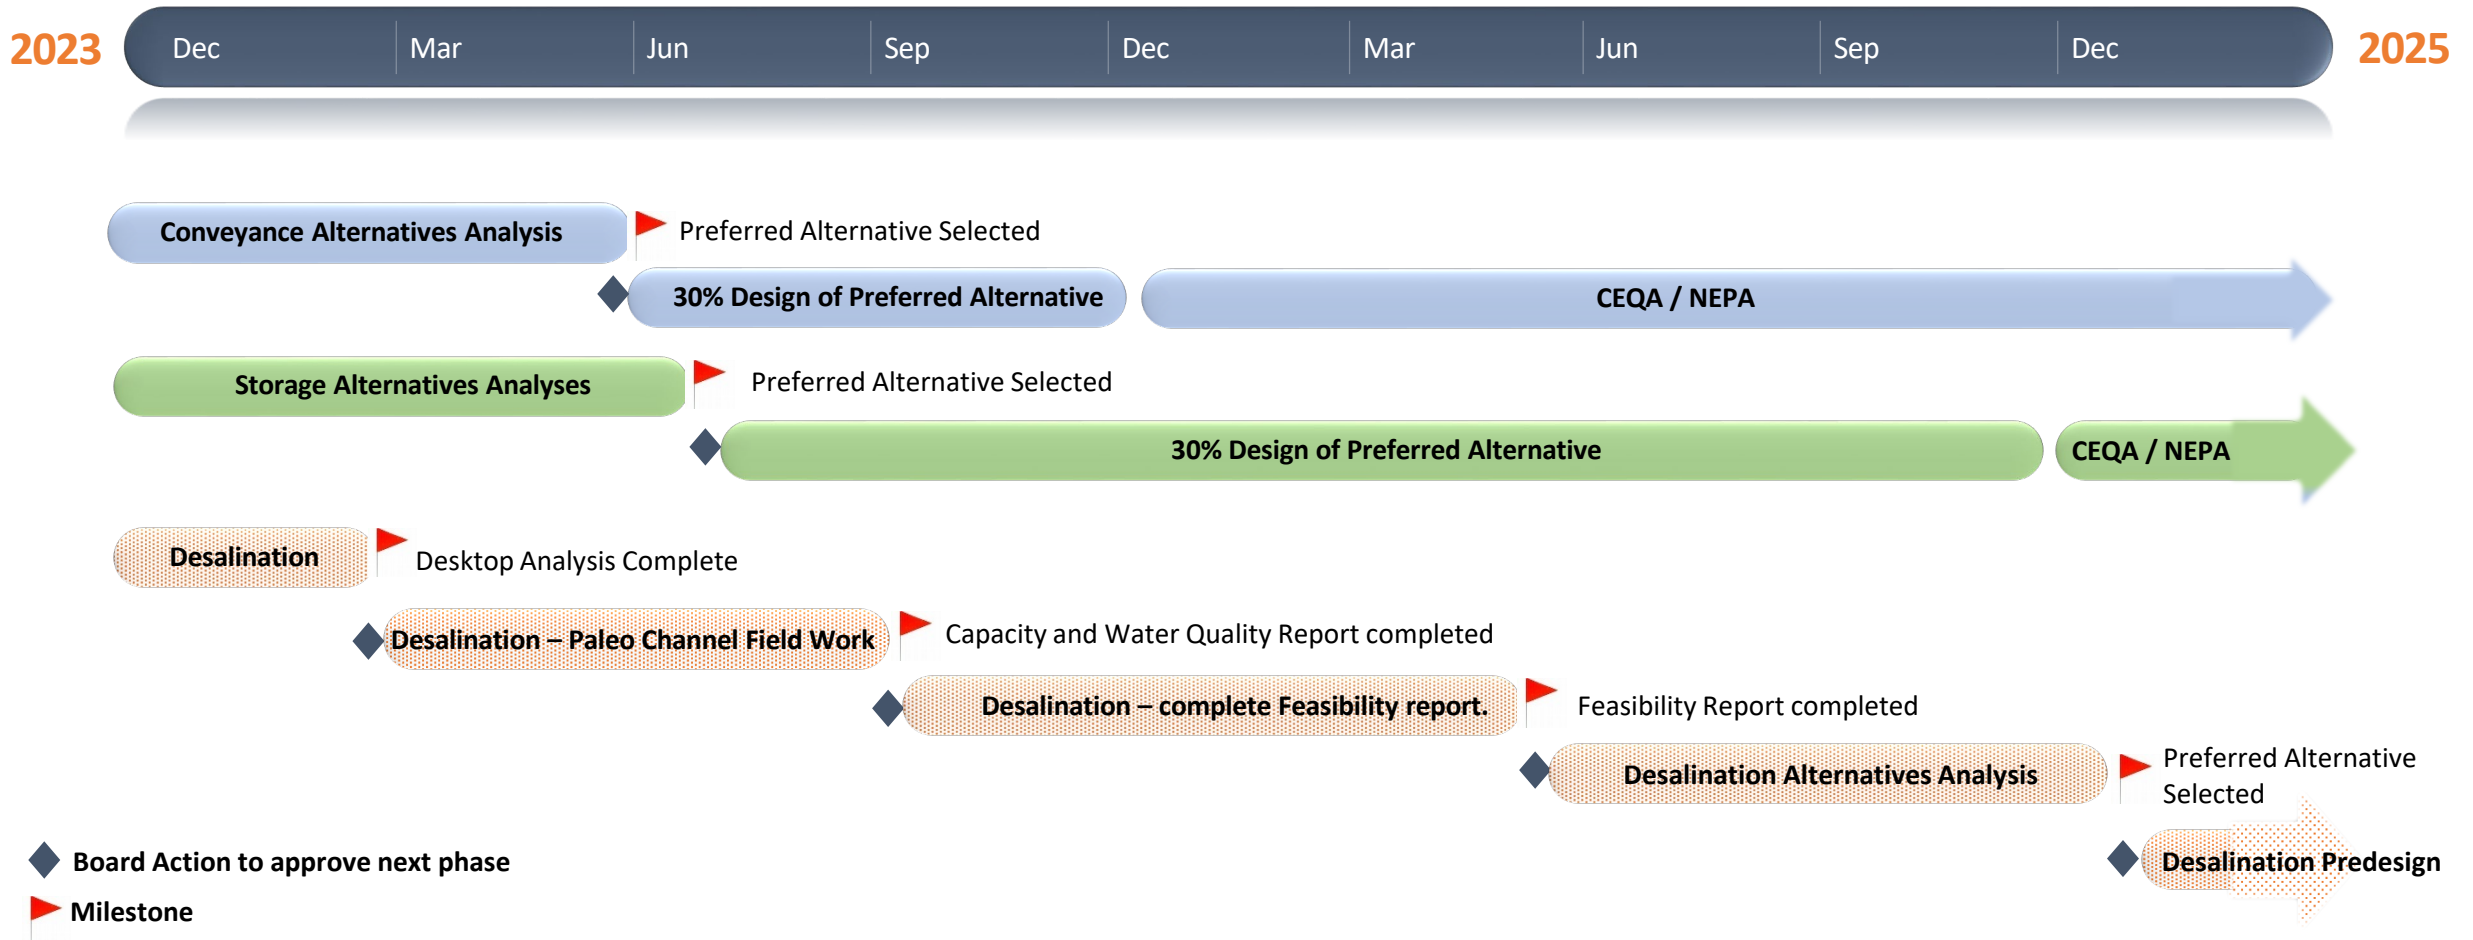 2023
Dec
Mar
Jun
Sep
Dec
Mar
Jun
Sep
Dec
2025
Conveyance Alternatives Analysis
Preferred Alternative Selected
30% Design of Preferred Alternative
CEQA / NEPA
Storage Alternatives Analyses
Preferred Alternative Selected
30% Design of Preferred Alternative
CEQA / NEPA
Desalination
Desktop Analysis Complete
Desalination – Paleo Channel Field Work
Capacity and Water Quality Report completed
Desalination – complete Feasibility report.
Feasibility Report completed
Desalination Alternatives Analysis
Preferred Alternative
Selected
Desalination Predesign
Board Action to approve next phase
Milestone